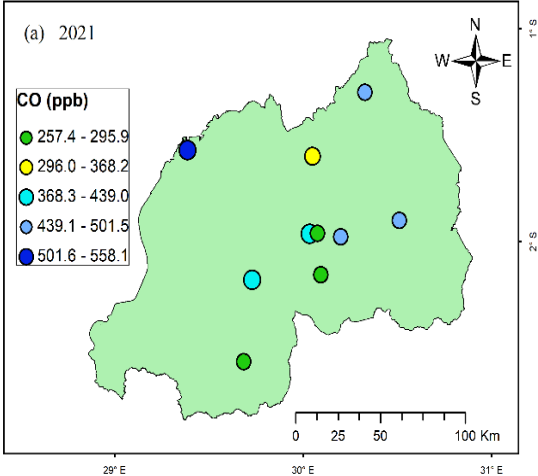 (a) 2021
N
W E
S
1° S
CO (ppb)
257.4 - 295.9
296.0 - 368.2
368.3 - 439.0
439.1 - 501.5
501.6 - 558.1
2° S
0 25 50 100 Km
29° E 30° E 31° E